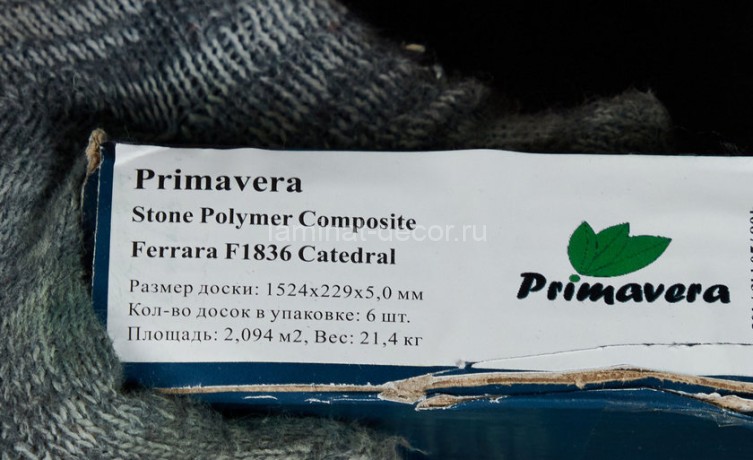 Primavera
Stone Polymer Composite
laminat-decor.ru
Ferrara F1836 Catedral
Размер доски: 1524x229x5,0 мм
Кол-во досок в упаковке: 6 шт.
Площадь: 2,094 м2, Вес: 21,4 кг
Primavera